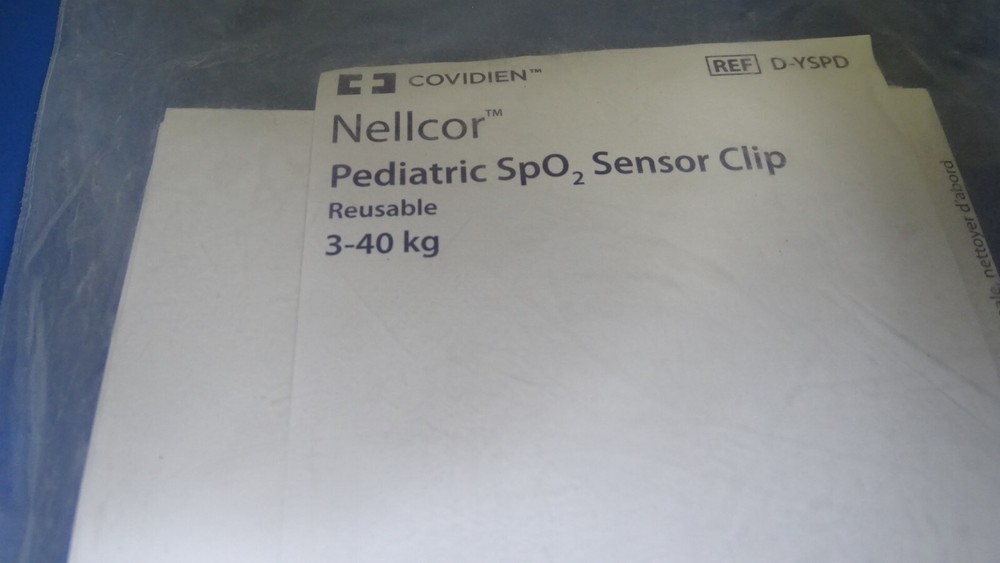 COVIDIEN™
REF D-YSPD
Nellcor™
Pediatric SpO₂ Sensor Clip
Reusable
3-40 kg
nettoyer d'abord